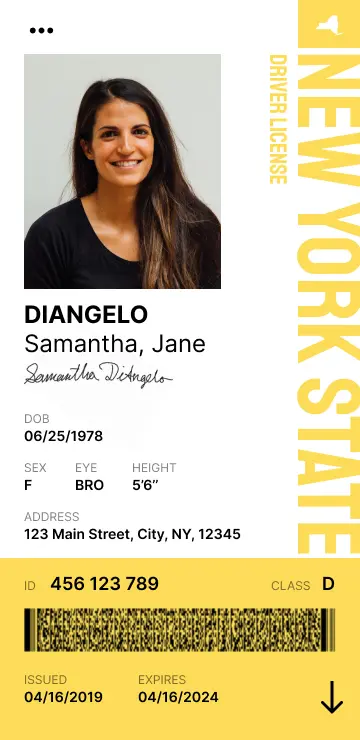 NEW YORK STATE
DRIVER LICENSE
DIANGELO
Samantha, Jane
Samantha DiAngelo
DOB
06/25/1978
SEX EYE HEIGHT
F BRO 5’6’’
ADDRESS
123 Main Street, City, NY, 12345
ID 456 123 789 CLASS D
ISSUED EXPIRES
04/16/2019 04/16/2024